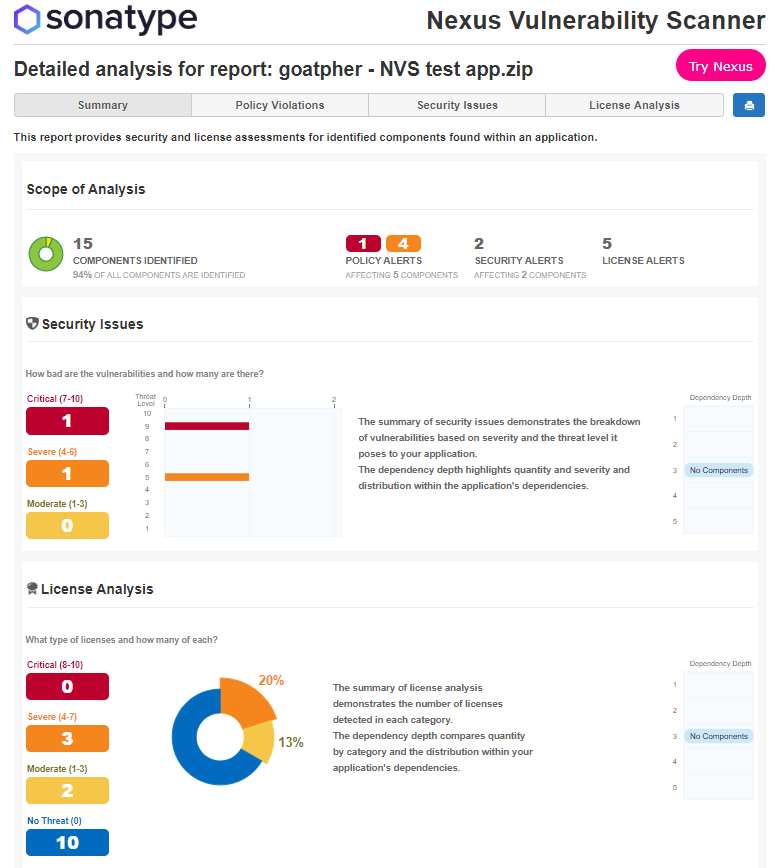 sonatype
Nexus Vulnerability Scanner
Detailed analysis for report: goatpher - NVS test app.zip
Try Nexus
Summary
Policy Violations
Security Issues
License Analysis
This report provides security and license assessments for identified components found within an application.
Scope of Analysis
15
COMPONENTS IDENTIFIED
94% OF ALL COMPONENTS ARE IDENTIFIED
1 4
POLICY ALERTS
AFFECTING 5 COMPONENTS
2
SECURITY ALERTS
AFFECTING 2 COMPONENTS
5
LICENSE ALERTS
Security Issues
How bad are the vulnerabilities and how many are there?
Critical (7-10)
1
Severe (4-6)
1
Moderate (1-3)
0
Threat
Level
0 1 2
10
9
8
7
6
5
4
3
2
1
The summary of security issues demonstrates the breakdown
of vulnerabilities based on severity and the threat level it
poses to your application.
The dependency depth highlights quantity and severity and
distribution within the application's dependencies.
Dependency Depth
1
2
3 No Components
4
5
License Analysis
What type of licenses and how many of each?
Critical (8-10)
0
Severe (4-7)
3
Moderate (1-3)
2
No Threat (0)
10
20%
13%
The summary of license analysis
demonstrates the number of licenses
detected in each category.
The dependency depth compares quantity
by category and the distribution within your
application's dependencies.
Dependency Depth
1
2
3 No Components
4
5